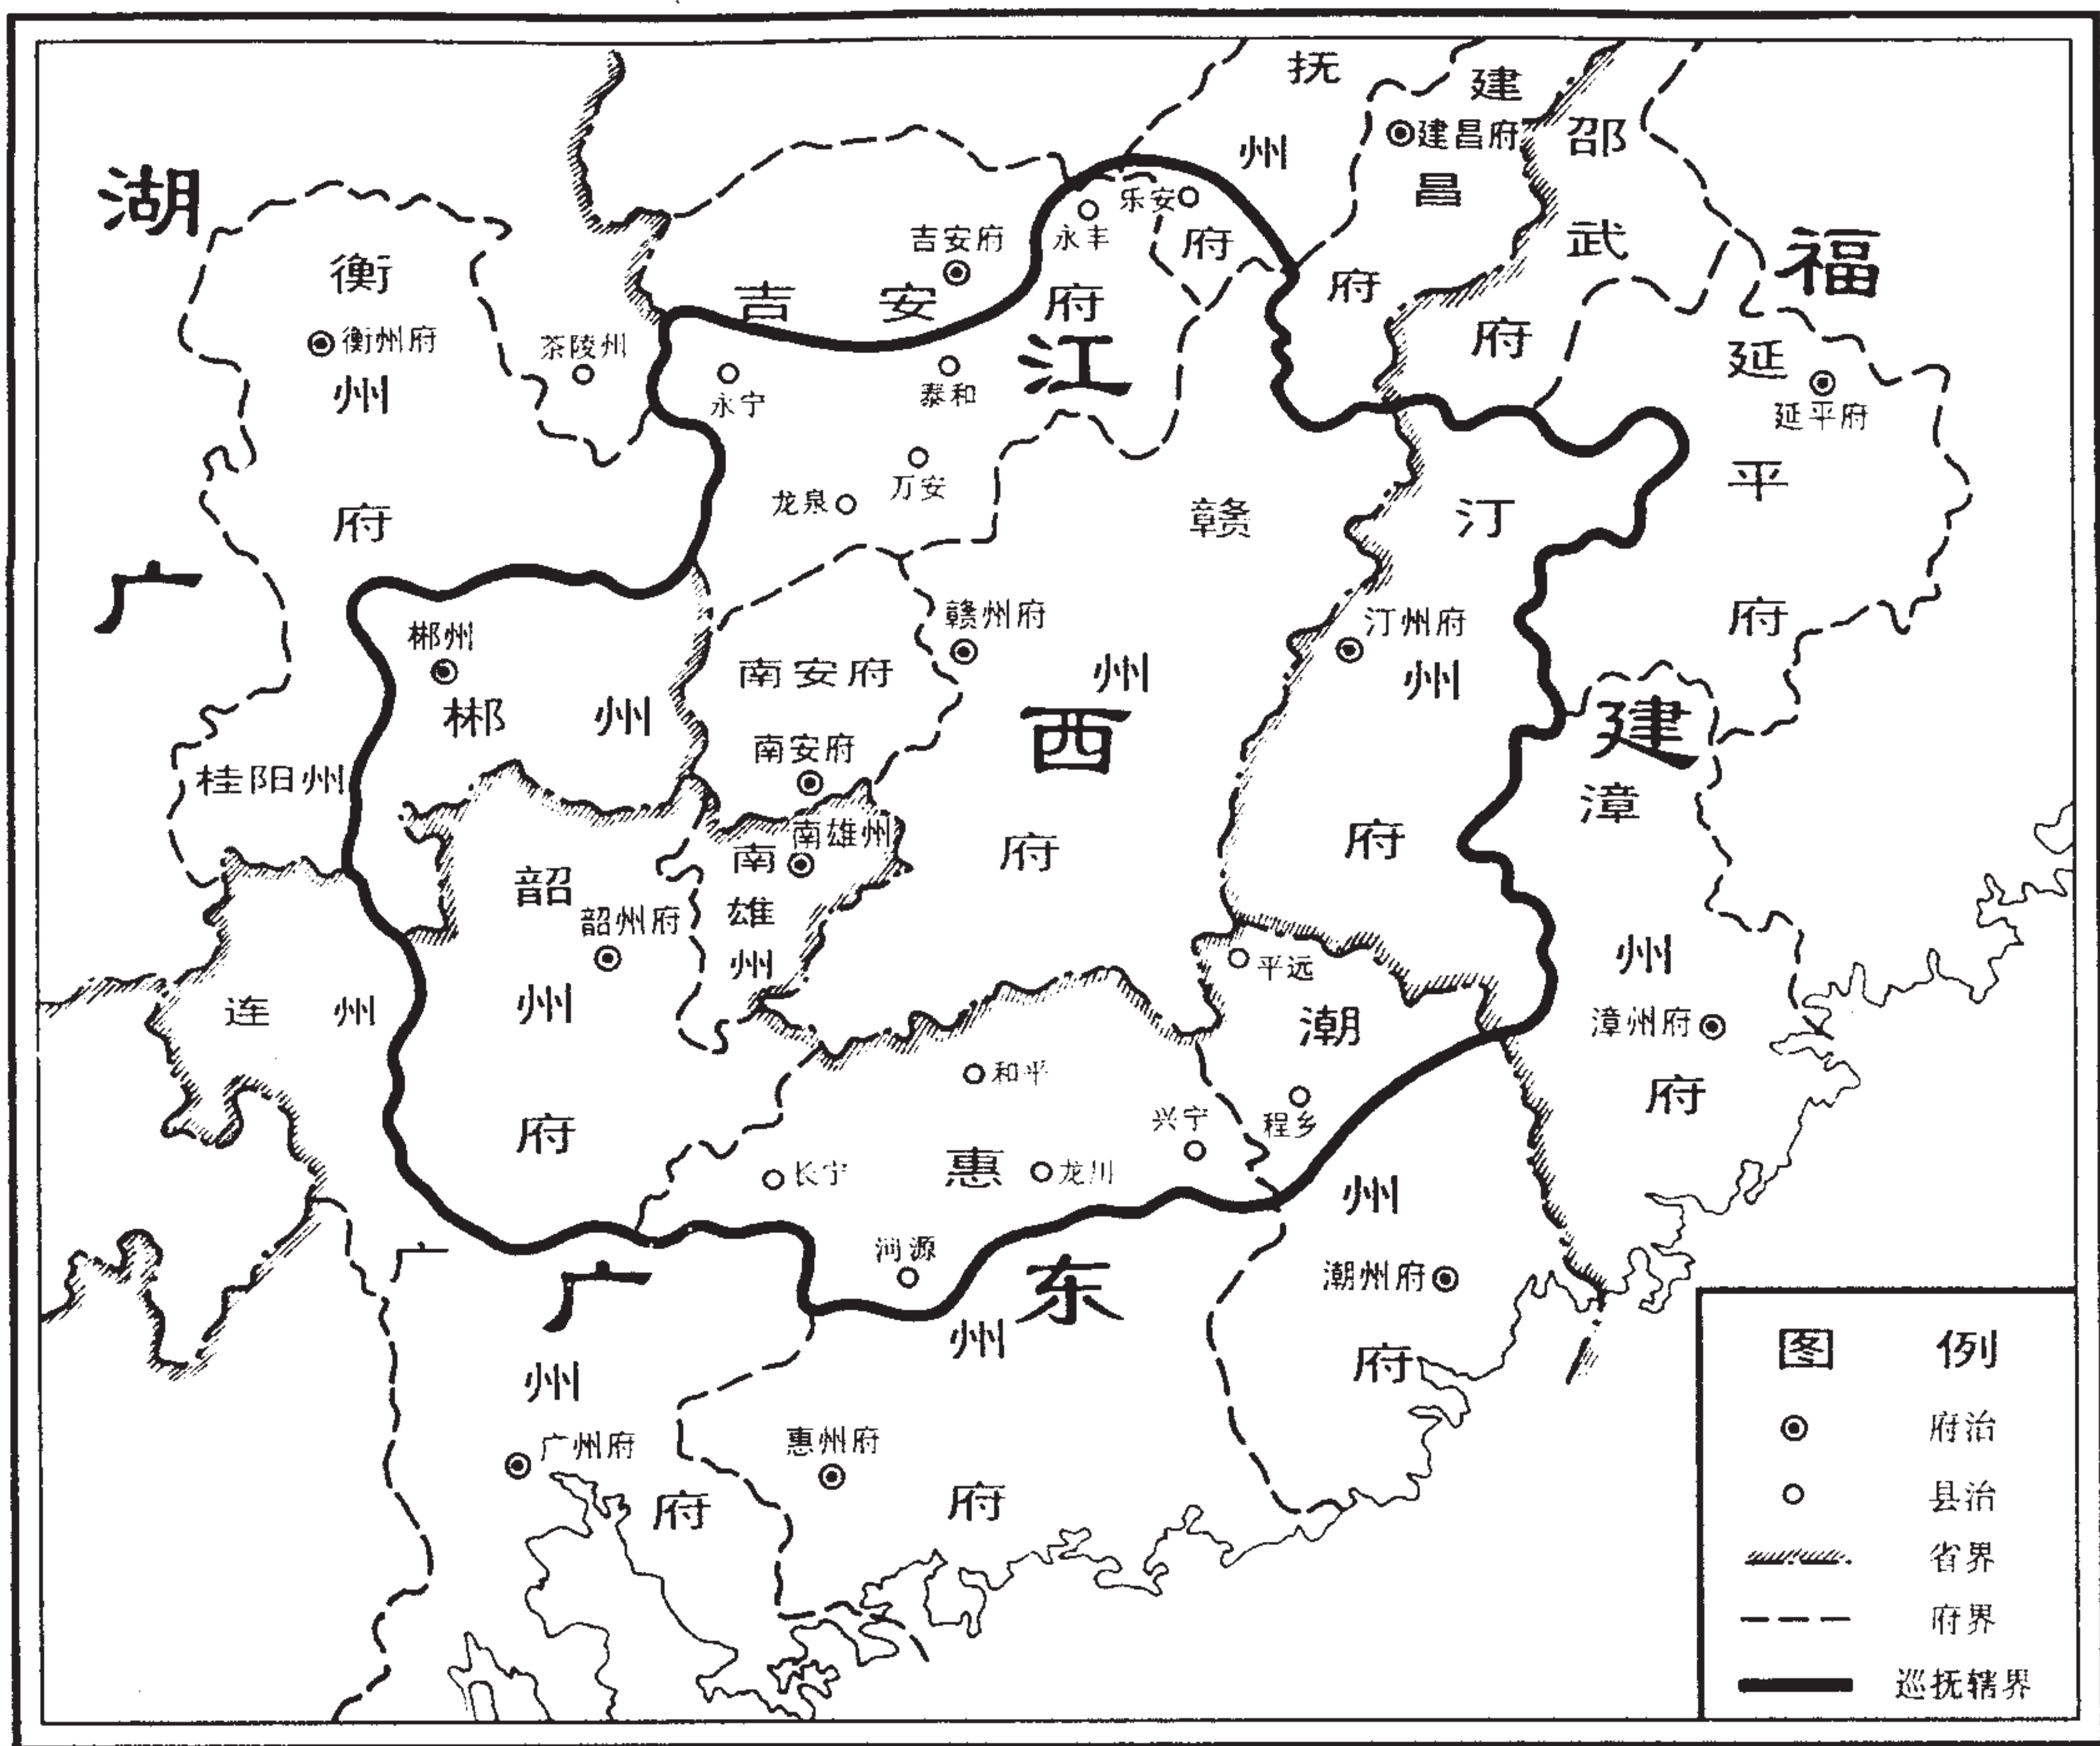 湖
广
江
西
福
建
广
东
抚
州
府
建
昌
府
建昌府
邵
武
府
衡
州
府
衡州府
茶陵州
吉
安
府
吉安府
永丰
乐安
永宁
泰和
万安
龙泉
延
平
府
延平府
赣
州
府
赣州府
汀
州
府
汀州府
郴州
郴
州
南安府
南安府
桂阳州
南雄州
南
雄
州
韶
州
府
韶州府
连
州
漳
州
府
漳州府
平远
潮
州
府
潮州府
程乡
兴宁
和平
龙川
长宁
河源
惠
州
府
惠州府
广
州
府
广州府
图例
府治
县治
省界
府界
巡抚辖界